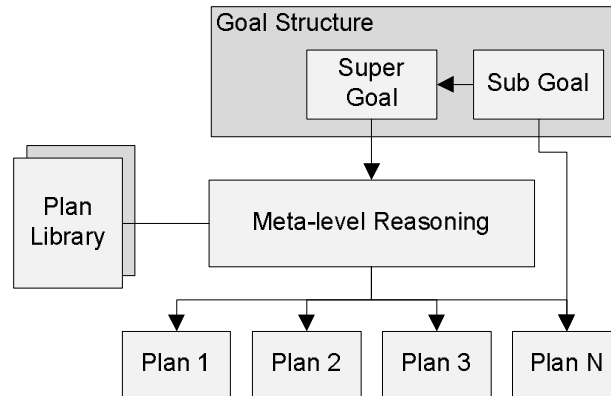 Goal Structure
Super
Goal
Sub Goal
Plan
Library
Meta-level Reasoning
Plan 1
Plan 2
Plan 3
Plan N